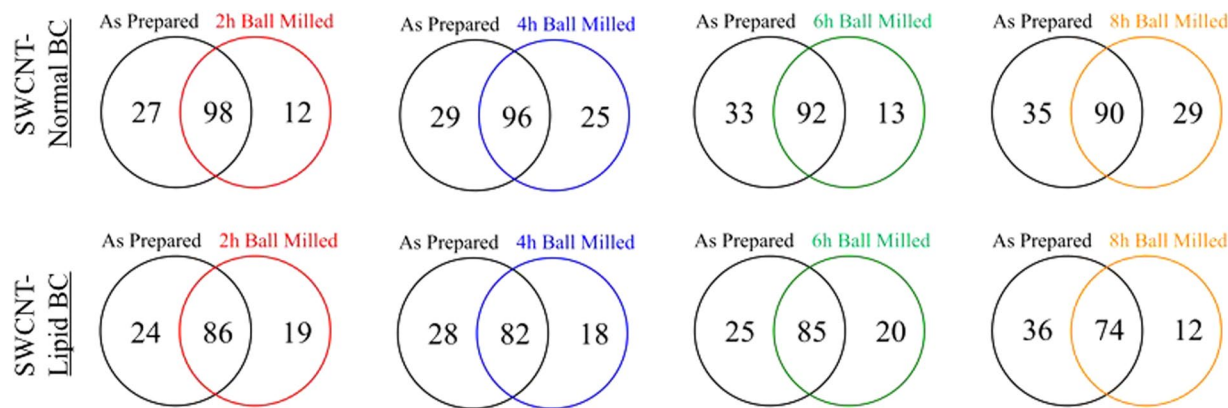 SWCNT-
Normal BC
As Prepared 2h Ball Milled
27 98 12
As Prepared 4h Ball Milled
29 96 25
As Prepared 6h Ball Milled
33 92 13
As Prepared 8h Ball Milled
35 90 29
SWCNT-
Lipid BC
As Prepared 2h Ball Milled
24 86 19
As Prepared 4h Ball Milled
28 82 18
As Prepared 6h Ball Milled
25 85 20
As Prepared 8h Ball Milled
36 74 12